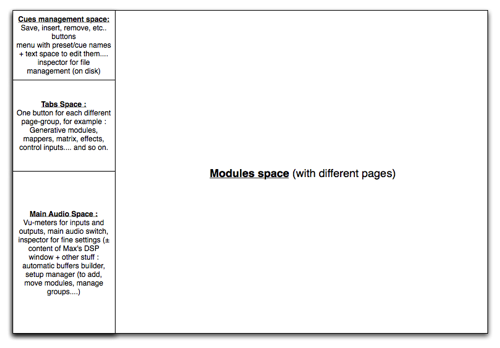 Cues management space:
Save, insert, remove, etc..
buttons
menu with preset/cue names
+ text space to edit them....
inspector for file
management (on disk)
Tabs Space :
One button for each different
page-group, for example :
Generative modules,
mappers, matrix, effects,
control inputs.... and so on.
Modules space (with different pages)
Main Audio Space :
Vu-meters for inputs and
outputs, main audio switch,
inspector for fine settings (±
content of Max's DSP
window + other stuff :
automatic buffers builder,
setup manager (to add,
move modules, manage
groups....)